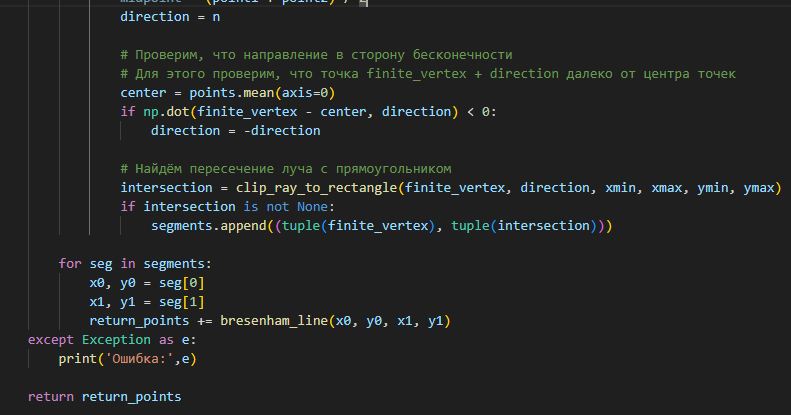 midpoint = (point1 + point2) / 2
direction = n
# Проверим, что направление в сторону бесконечности
# Для этого проверим, что точка finite_vertex + direction далеко от центра точек
center = points.mean(axis=0)
if np.dot(finite_vertex - center, direction) < 0:
direction = -direction
# Найдём пересечение луча с прямоугольником
intersection = clip_ray_to_rectangle(finite_vertex, direction, xmin, xmax, ymin, ymax)
if intersection is not None:
segments.append((tuple(finite_vertex), tuple(intersection)))
for seg in segments:
x0, y0 = seg[0]
x1, y1 = seg[1]
return_points += bresenham_line(x0, y0, x1, y1)
except Exception as e:
print('Ошибка:',e)
return return_points